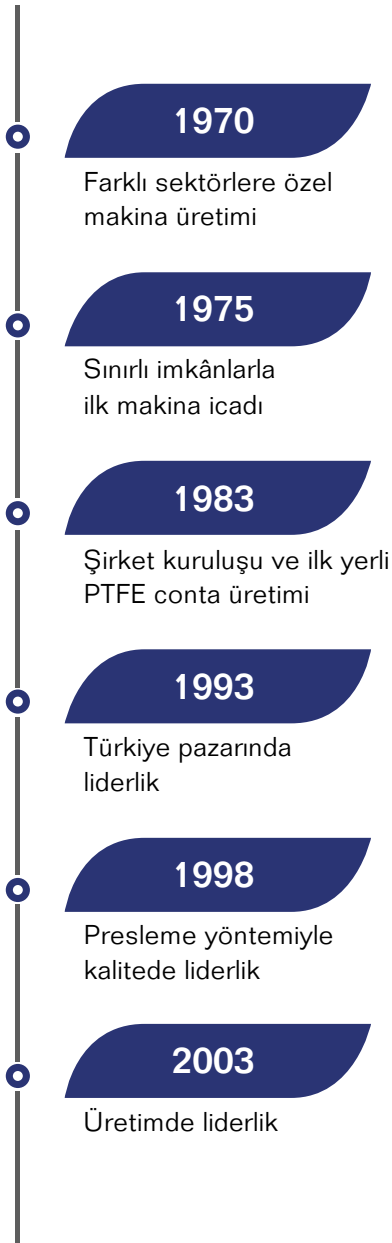 1970
Farklı sektörlere özel
makina üretimi
1975
Sınırlı imkânlarla
ilk makina icadı
1983
Şirket kuruluşu ve ilk yerli
PTFE conta üretimi
1993
Türkiye pazarında
liderlik
1998
Presleme yöntemiyle
kalitede liderlik
2003
Üretimde liderlik